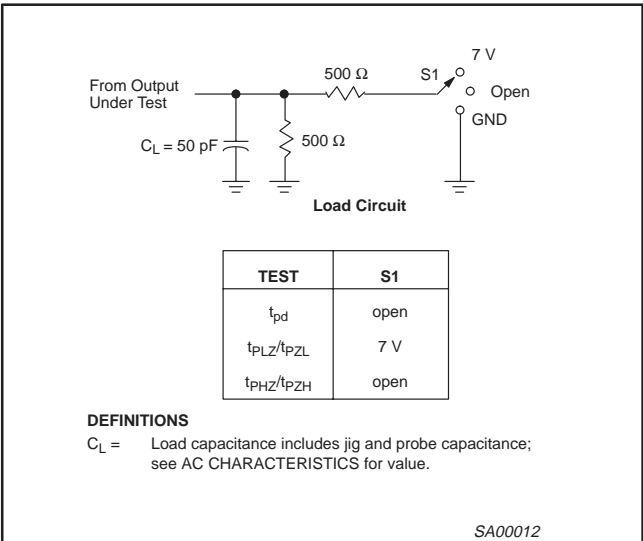 7 V
500 Ω
S1
Open
From Output
Under Test
GND
C_L = 50 pF
500 Ω
Load Circuit
TEST S1
t_pd open
t_PLZ/t_PZL 7 V
t_PHZ/t_PZH open
DEFINITIONS
C_L = Load capacitance includes jig and probe capacitance;
see AC CHARACTERISTICS for value.
SA00012